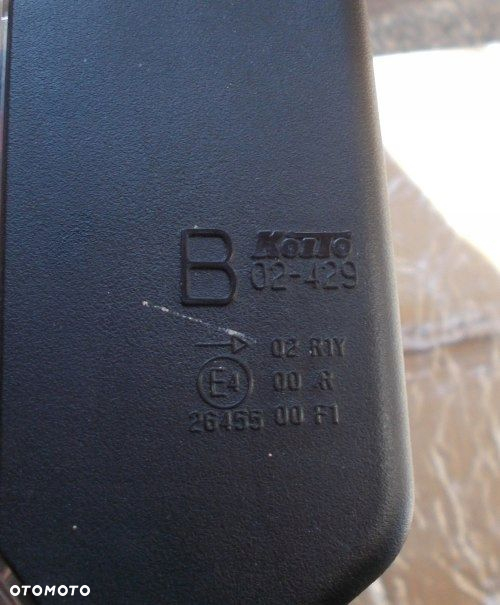 B KOITO
02-429
→ 02 R1Y
E4 00 R
26455 00 F1
OTOMOTO